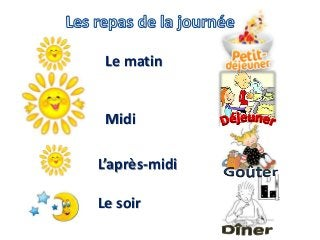 Les repas de la journée
Le matin
Petit-
déjeuner
Midi
Déjeuner
L'après-midi
Goûter
Le soir
Dîner